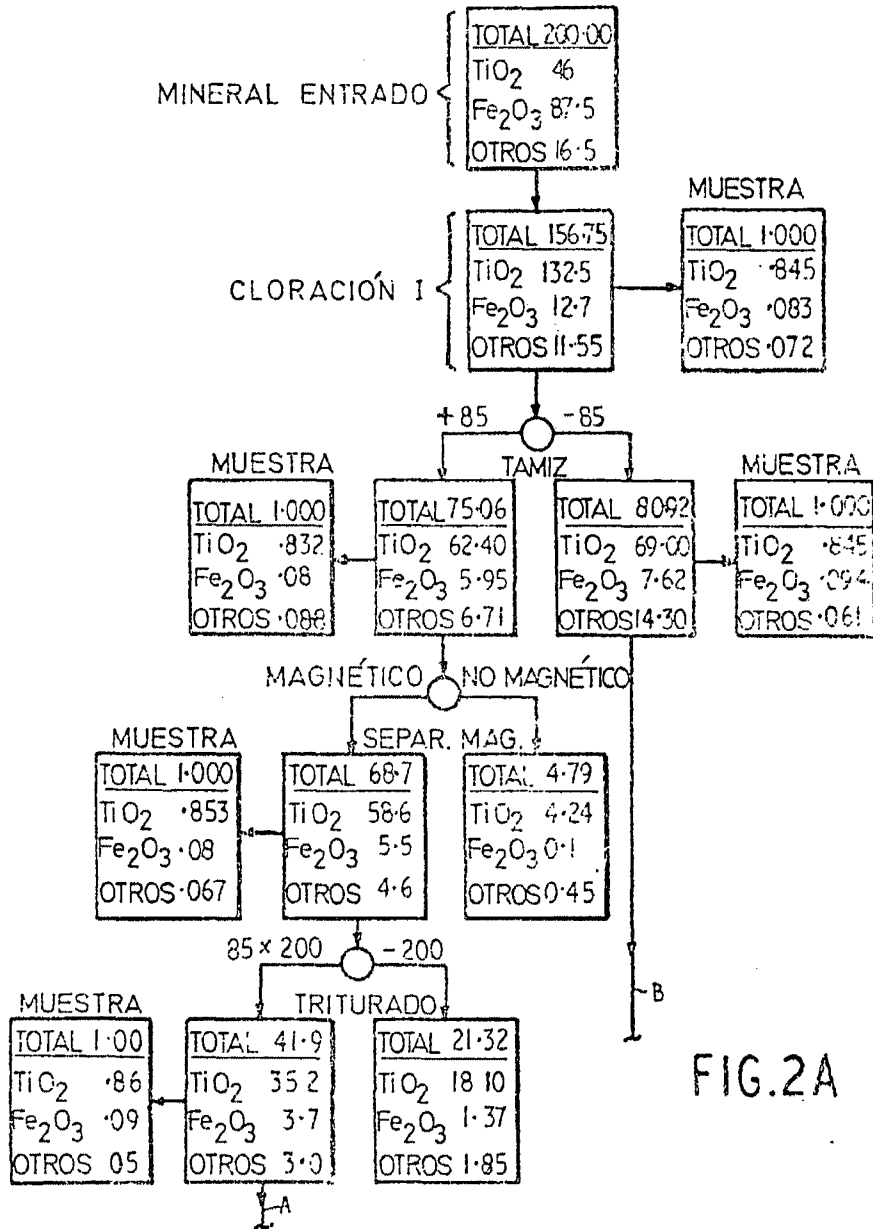 MINERAL ENTRADO
TOTAL 200·00
TiO2 46
Fe2O3 87·5
OTROS 16·5
CLORACIÓN I
TOTAL 156·75
TiO2 132·5
Fe2O3 12·7
OTROS 11·55
MUESTRA
TOTAL 1·000
TiO2 ·845
Fe2O3 ·083
OTROS ·072
+85
-85
TAMIZ
MUESTRA
TOTAL 1·000
TiO2 ·832
Fe2O3 ·08
OTROS ·088
TOTAL 75·06
TiO2 62·40
Fe2O3 5·95
OTROS 6·71
TOTAL 80·92
TiO2 69·00
Fe2O3 7·62
OTROS 14·30
MUESTRA
TOTAL 1·000
TiO2 ·845
Fe2O3 ·094
OTROS ·061
MAGNÉTICO
NO MAGNÉTICO
SEPAR. MAG.
MUESTRA
TOTAL 1·000
TiO2 ·853
Fe2O3 ·08
OTROS ·067
TOTAL 68·7
TiO2 58·6
Fe2O3 5·5
OTROS 4·6
TOTAL 4·79
TiO2 4·24
Fe2O3 0·1
OTROS 0·45
85 × 200
-200
TRITURADO
MUESTRA
TOTAL 1·00
TiO2 ·86
Fe2O3 ·09
OTROS 05
TOTAL 41·9
TiO2 35 2
Fe2O3 3·7
OTROS 3·0
TOTAL 21·32
TiO2 18 10
Fe2O3 1·37
OTROS 1·85
A
B
FIG.2A